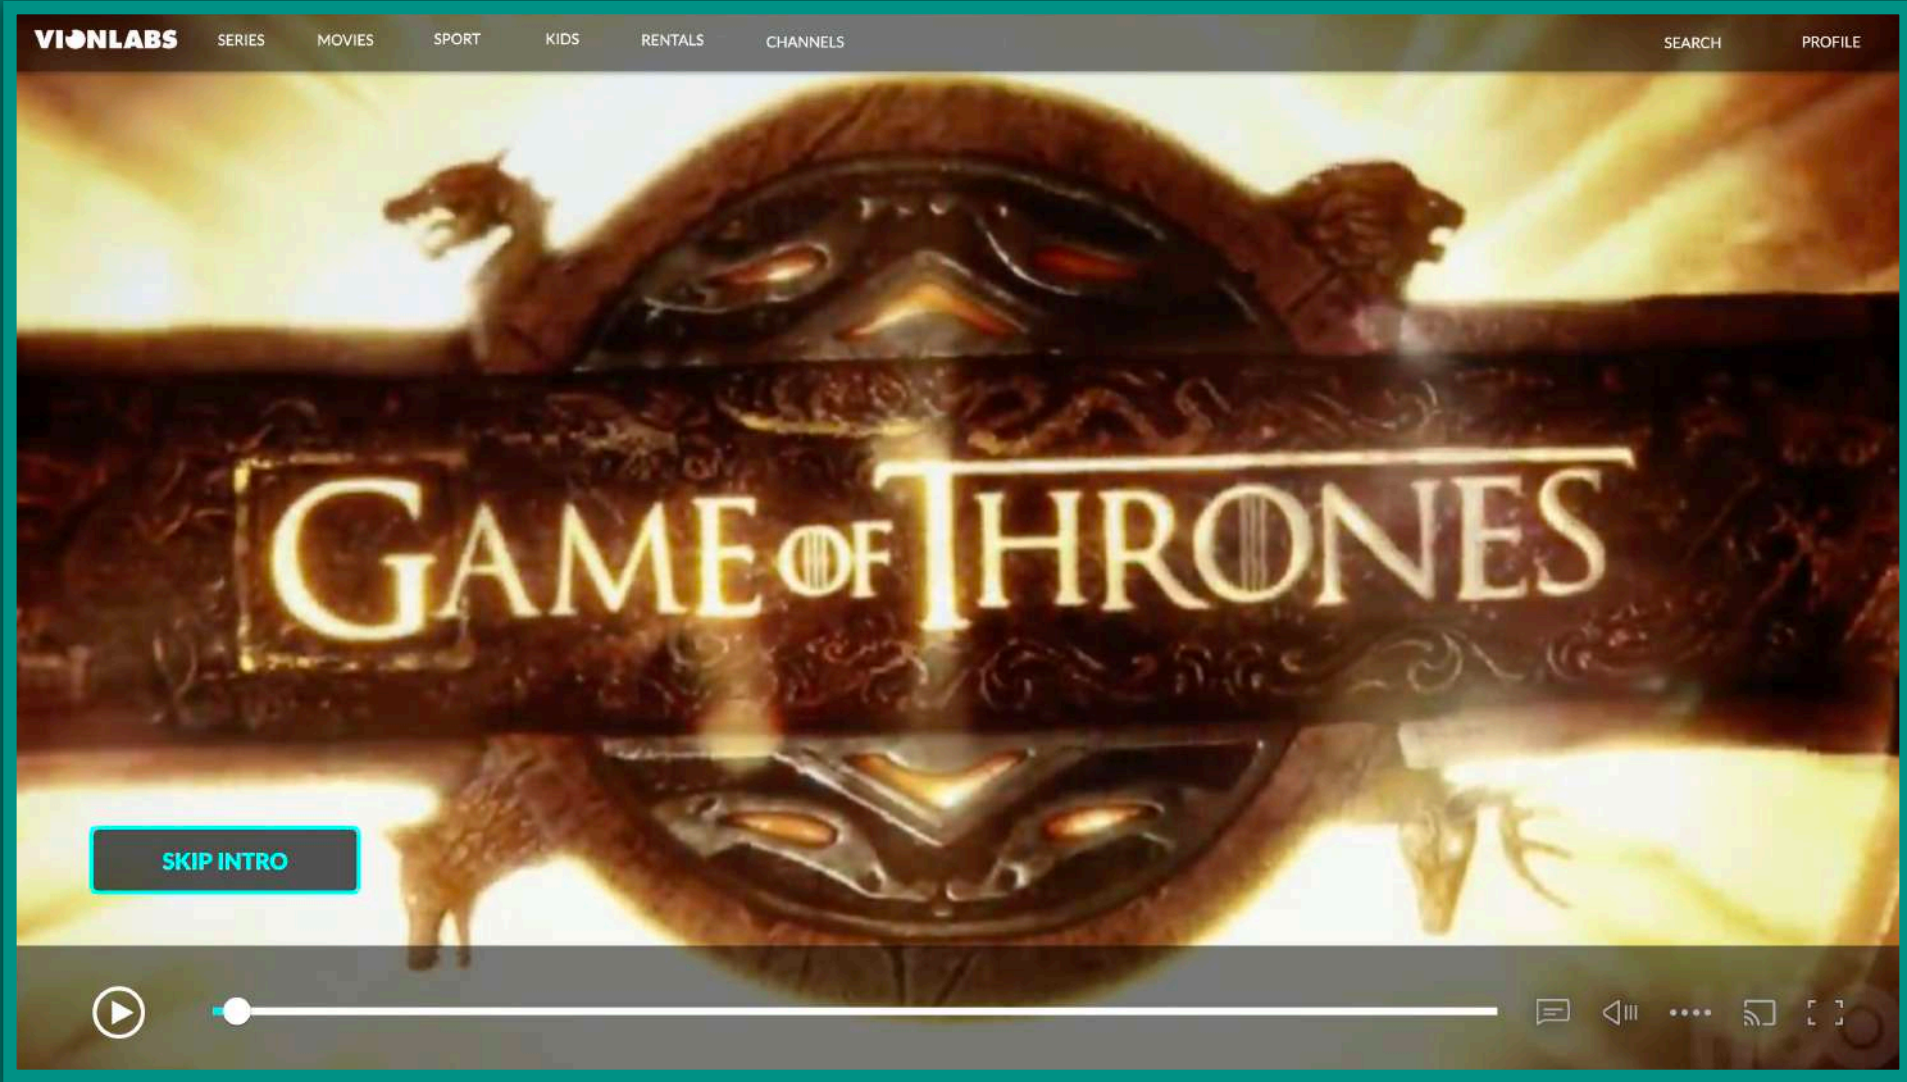 VIONLABS SERIES MOVIES SPORT KIDS RENTALS CHANNELS SEARCH PROFILE
GAME OF THRONES
SKIP INTRO